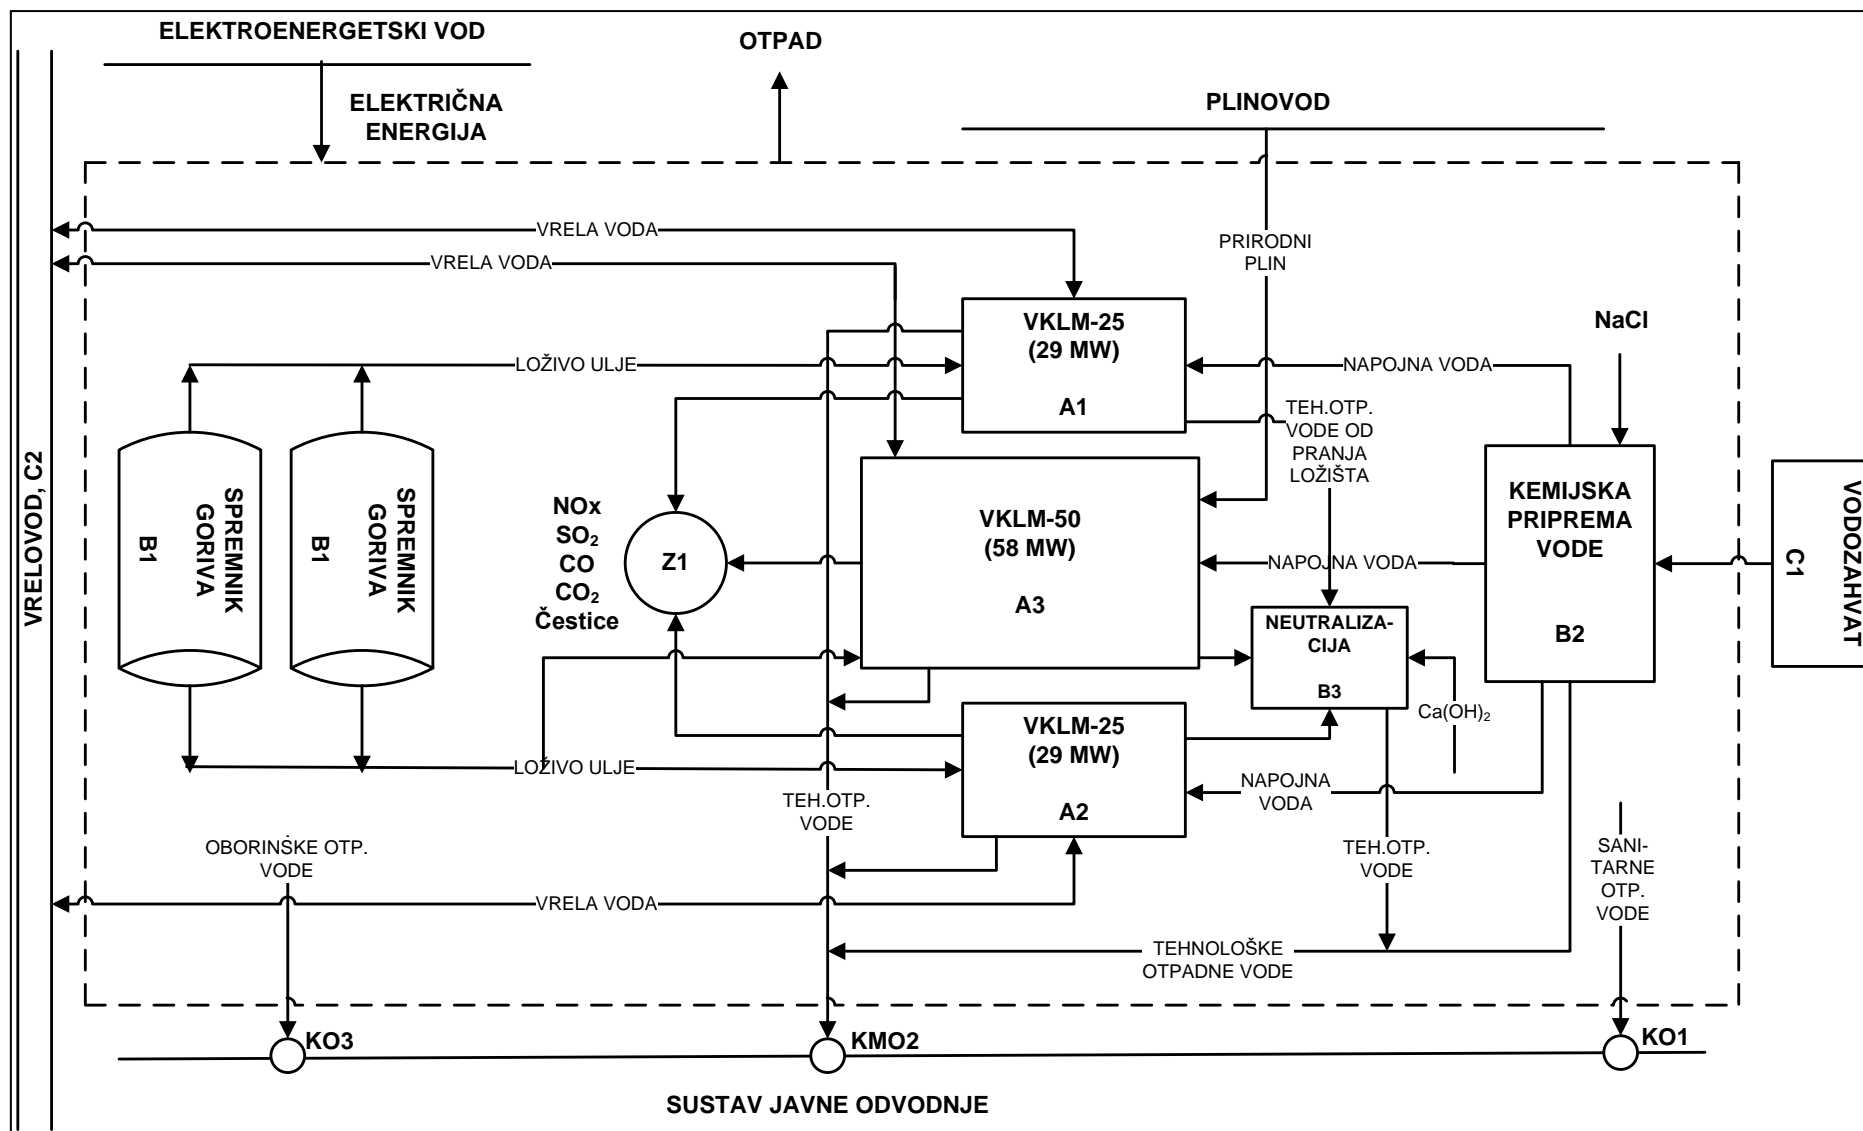 ELEKTROENERGETSKI VOD
OTPAD
ELEKTRIČNA
ENERGIJA
PLINOVOD
VRELA VODA
VRELA VODA
PRIRODNI
PLIN
VKLM-25
(29 MW)
A1
NaCl
LOŽIVO ULJE
NAPOJNA VODA
TEH.OTP.
VODE OD
PRANJA
LOŽIŠTA
VRELOVOD, C2
SPREMNIK
GORIVA
B1
SPREMNIK
GORIVA
B1
NOx
SO₂
CO
CO₂
Čestice
Z1
VKLM-50
(58 MW)
A3
NAPOJNA VODA
KEMIJSKA
PRIPREMA
VODE
B2
VODOZAHVAT
C1
NEUTRALIZA-
CIJA
B3
Ca(OH)₂
VKLM-25
(29 MW)
A2
LOŽIVO ULJE
TEH.OTP.
VODE
NAPOJNA
VODA
OBORINSKE OTP.
VODE
TEH.OTP.
VODE
SANI-
TARNE
OTP.
VODE
VRELA VODA
TEHNOLOŠKE
OTPADNE VODE
KO3
KMO2
KO1
SUSTAV JAVNE ODVODNJE